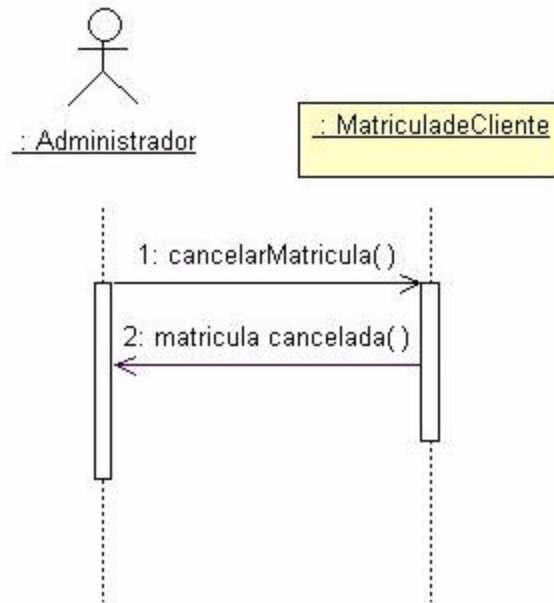 : Administrador
: MatriculadeCliente
1: cancelarMatricula( )
2: matricula cancelada( )